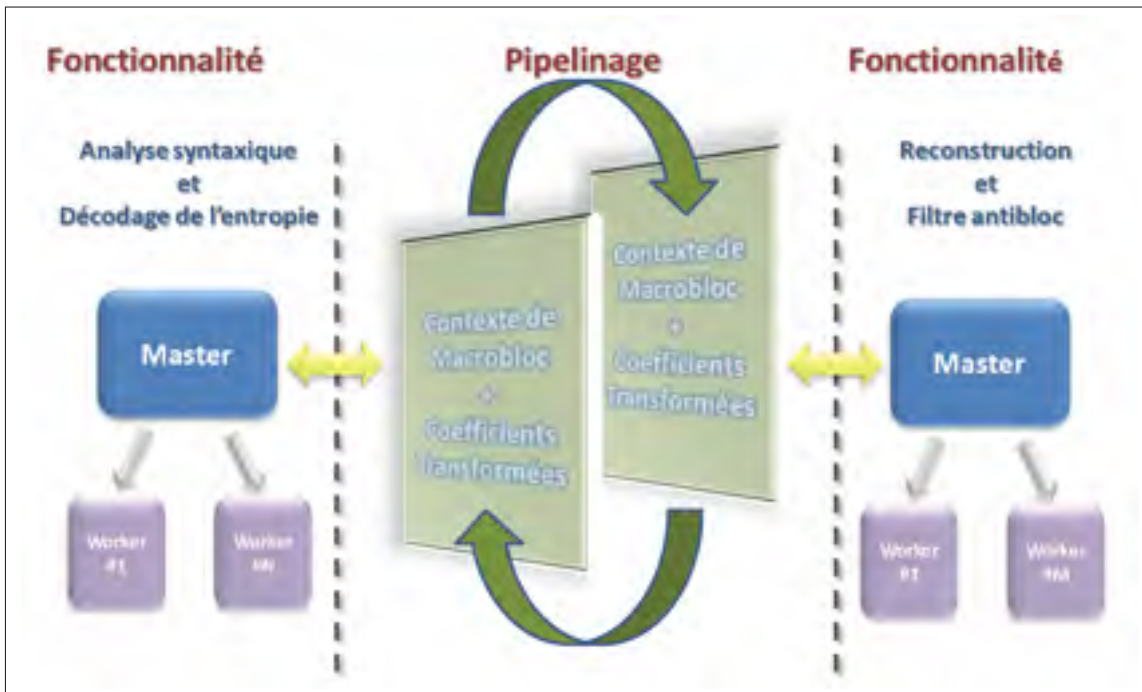 Fonctionnalité
Pipelinage
Fonctionnalité
Analyse syntaxique
et
Décodage de l'entropie
Reconstruction
et
Filtre antibloc
Contexte de
Macrobloc
+
Coefficients
Transformées
Contexte de
Macrobloc
+
Coefficients
Transformées
Master
Master
Worker
#1
Worker
#N
Worker
#1
Worker
#M